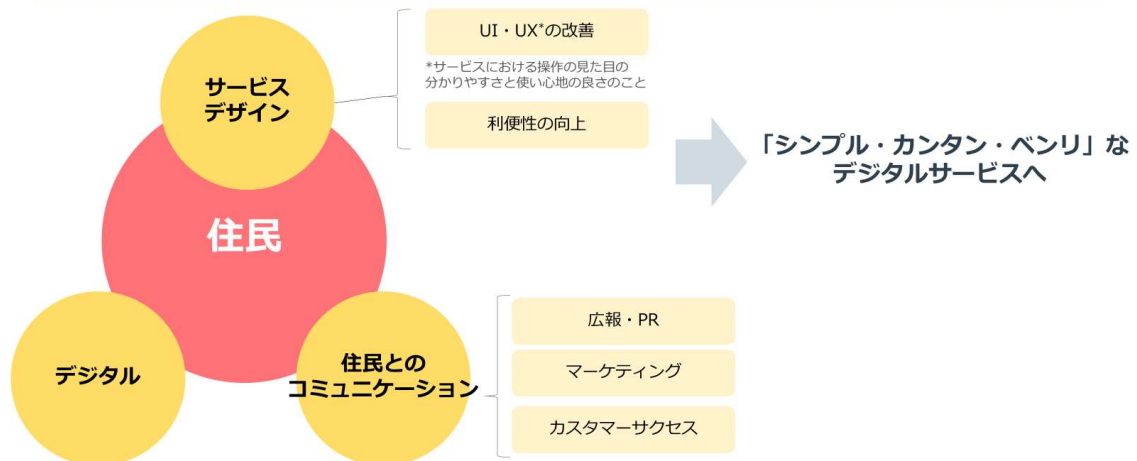 サービス
デザイン
UI・UX*の改善
*サービスにおける操作の見た目の
分かりやすさと使い心地の良さのこと
利便性の向上
「シンプル・カンタン・ベンリ」な
デジタルサービスへ
住民
デジタル
住民との
コミュニケーション
広報・PR
マーケティング
カスタマーサクセス